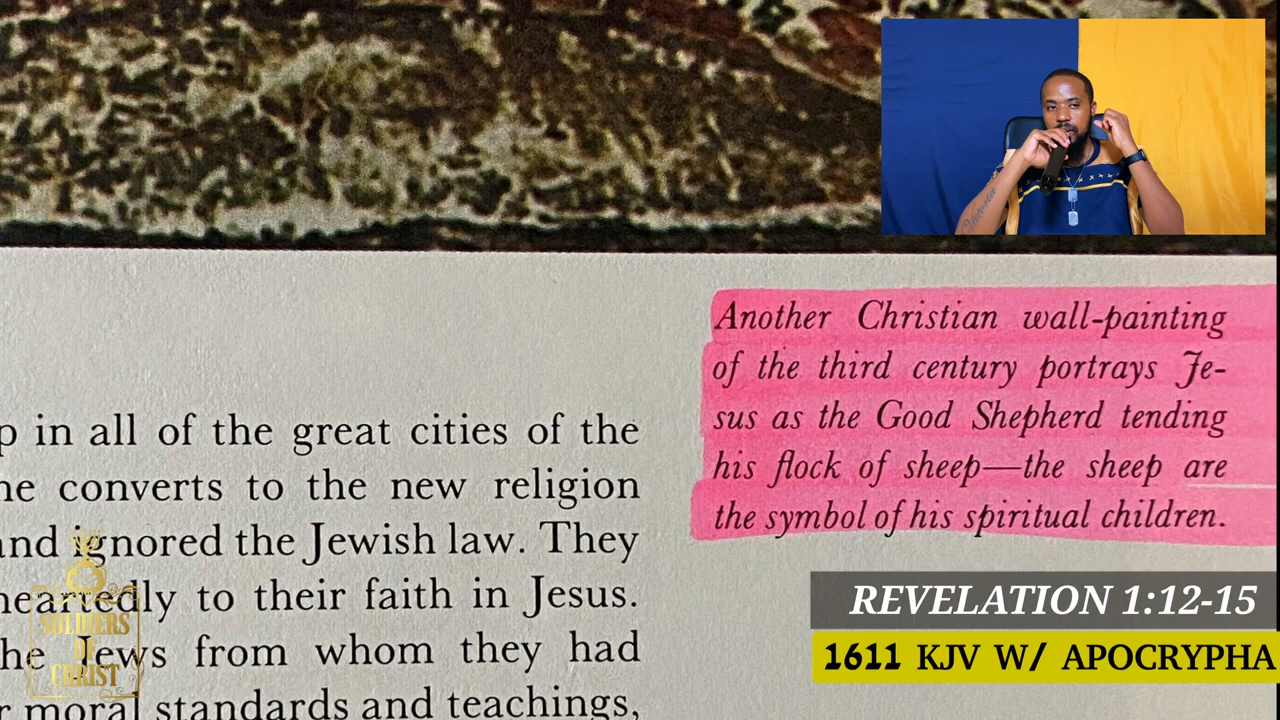 Another Christian wall-painting
of the third century portrays Je-
sus as the Good Shepherd tending
his flock of sheep—the sheep are
the symbol of his spiritual children.
p in all of the great cities of the
converts to the new religion
and ignored the Jewish law. They
heartedly to their faith in Jesus.
the Jews from whom they had
r moral standards and teachings,
SOLDIERS
OF
CHRIST
REVELATION 1:12-15
1611 KJV W/ APOCRYPHA